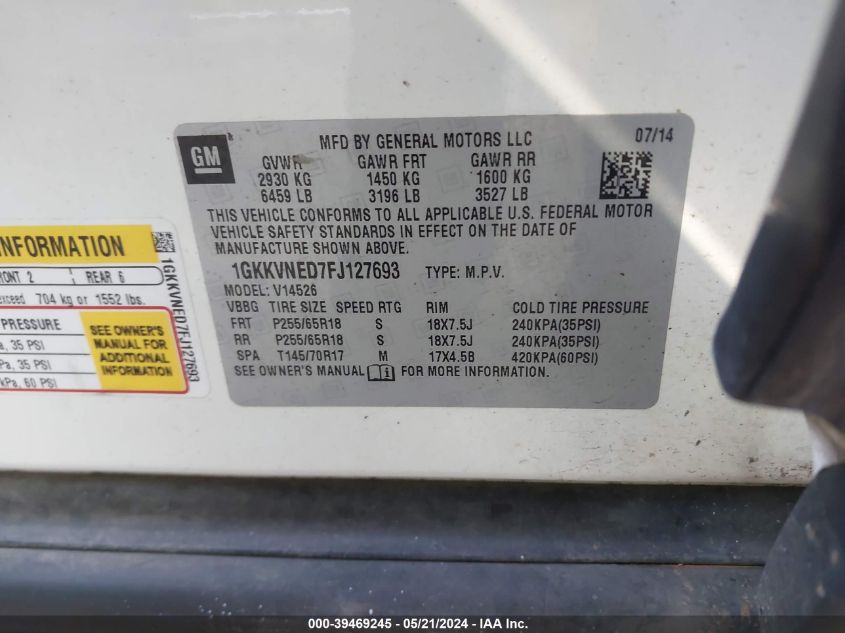 GM
MFD BY GENERAL MOTORS LLC 07/14
GVWR GAWR FRT GAWR RR
2930 KG 1450 KG 1600 KG
6459 LB 3196 LB 3527 LB
THIS VEHICLE CONFORMS TO ALL APPLICABLE U.S. FEDERAL MOTOR
VEHICLE SAFETY STANDARDS IN EFFECT ON THE DATE OF
MANUFACTURE SHOWN ABOVE.
1GKKVNED7FJ127693 TYPE: M.P.V.
MODEL: V14526
VBBG TIRE SIZE SPEED RTG RIM COLD TIRE PRESSURE
FRT P255/65R18 S 18X7.5J 240KPA(35PSI)
RR P255/65R18 S 18X7.5J 240KPA(35PSI)
SPA T145/70R17 M 17X4.5B 420KPA(60PSI)
SEE OWNER'S MANUAL FOR MORE INFORMATION.
INFORMATION
RONT 2 REAR 6
exceed 704 kg or 1552 lbs.
PRESSURE
a, 35 PSI
Pa, 35 PSI
kPa, 60 PSI
SEE OWNER'S
MANUAL FOR
ADDITIONAL
INFORMATION
1GKKVNED7FJ127693
000-39469245 - 05/21/2024 - IAA Inc.